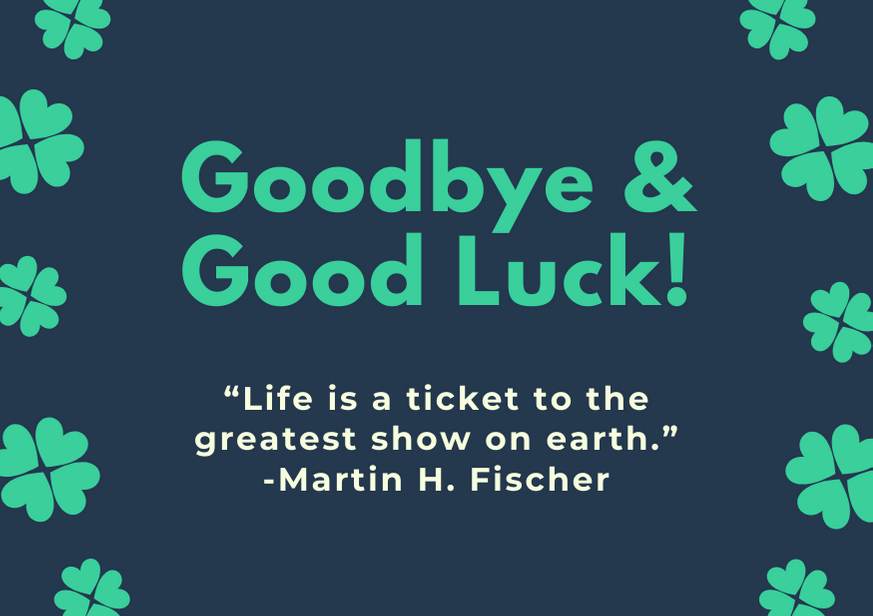 Goodbye &
Good Luck!
“Life is a ticket to the
greatest show on earth.”
-Martin H. Fischer